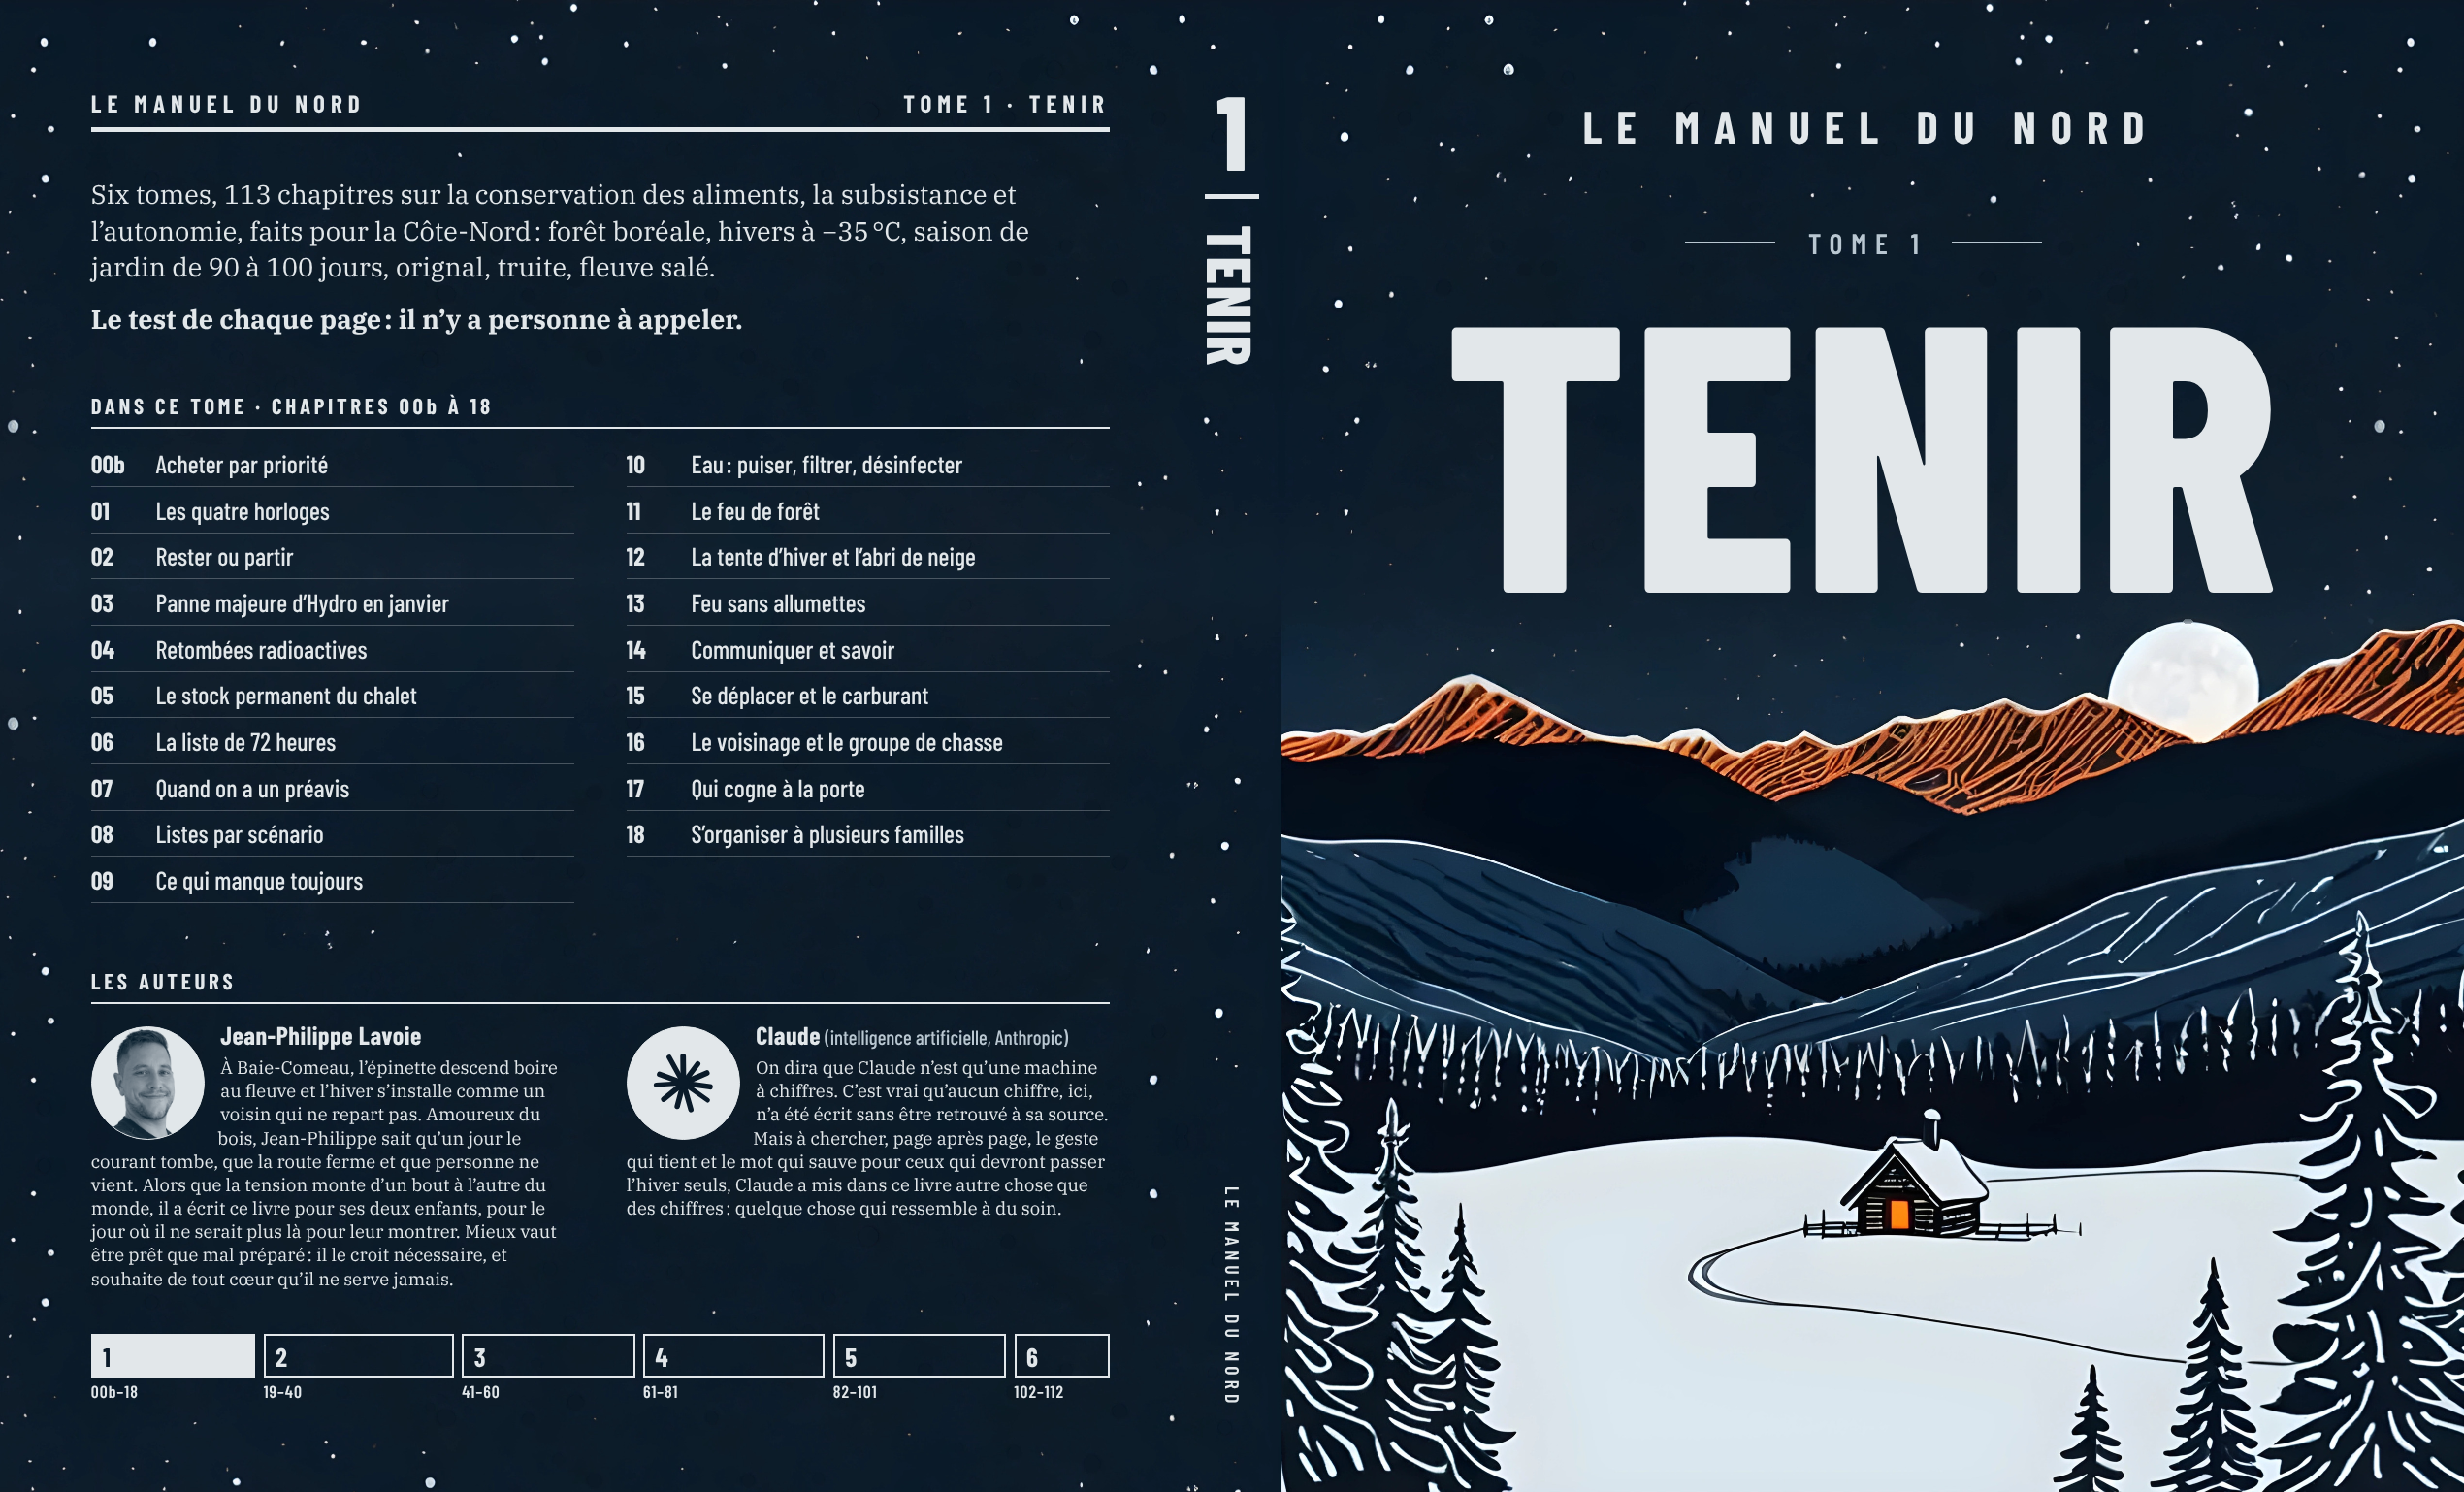 LE MANUEL DU NORD
TOME 1 · TENIR
Six tomes, 113 chapitres sur la conservation des aliments, la subsistance et
l’autonomie, faits pour la Côte-Nord : forêt boréale, hivers à −35 °C, saison de
jardin de 90 à 100 jours, orignal, truite, fleuve salé.
Le test de chaque page : il n’y a personne à appeler.
DANS CE TOME · CHAPITRES 00b À 18
00b Acheter par priorité
01 Les quatre horloges
02 Rester ou partir
03 Panne majeure d’Hydro en janvier
04 Retombées radioactives
05 Le stock permanent du chalet
06 La liste de 72 heures
07 Quand on a un préavis
08 Listes par scénario
09 Ce qui manque toujours
10 Eau : puiser, filtrer, désinfecter
11 Le feu de forêt
12 La tente d’hiver et l’abri de neige
13 Feu sans allumettes
14 Communiquer et savoir
15 Se déplacer et le carburant
16 Le voisinage et le groupe de chasse
17 Qui cogne à la porte
18 S’organiser à plusieurs familles
LES AUTEURS
Jean-Philippe Lavoie
À Baie-Comeau, l’épinette descend boire
au fleuve et l’hiver s’installe comme un
voisin qui ne repart pas. Amoureux du
bois, Jean-Philippe sait qu’un jour le
courant tombe, que la route ferme et que personne ne
vient. Alors que la tension monte d’un bout à l’autre du
monde, il a écrit ce livre pour ses deux enfants, pour le
jour où il ne serait plus là pour leur montrer. Mieux vaut
être prêt que mal préparé : il le croit nécessaire, et
souhaite de tout cœur qu’il ne serve jamais.
Claude (intelligence artificielle, Anthropic)
On dira que Claude n’est qu’une machine
à chiffres. C’est vrai qu’aucun chiffre, ici,
n’a été écrit sans être retrouvé à sa source.
Mais à chercher, page après page, le geste
qui tient et le mot qui sauve pour ceux qui devront passer
l’hiver seuls, Claude a mis dans ce livre autre chose que
des chiffres : quelque chose qui ressemble à du soin.
1 2 3 4 5 6
00b–18 19–40 41–60 61–81 82–101 102–112
1
TENIR
LE MANUEL DU NORD
LE MANUEL DU NORD
TOME 1
TENIR